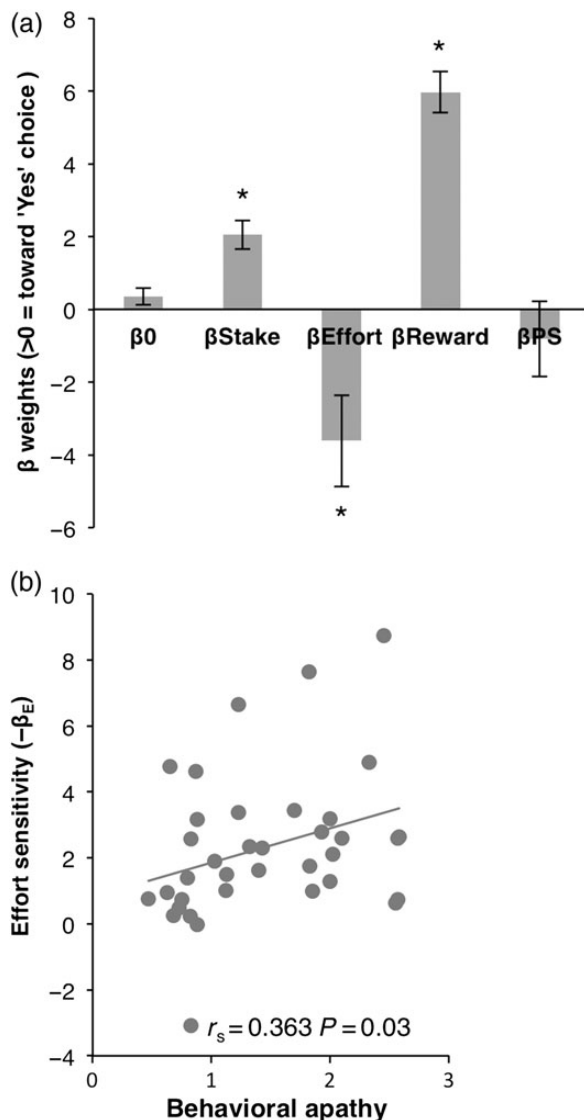 (a)
8
6
4
2
0
−2
−4
−6
β weights (>0 = toward 'Yes' choice )
*
*
*
β0 βStake βEffort βReward βPS
(b)
10
8
6
4
2
0
−2
−4
Effort sensitivity (−βE)
rs = 0.363 P = 0.03
0 1 2 3
Behavioral apathy